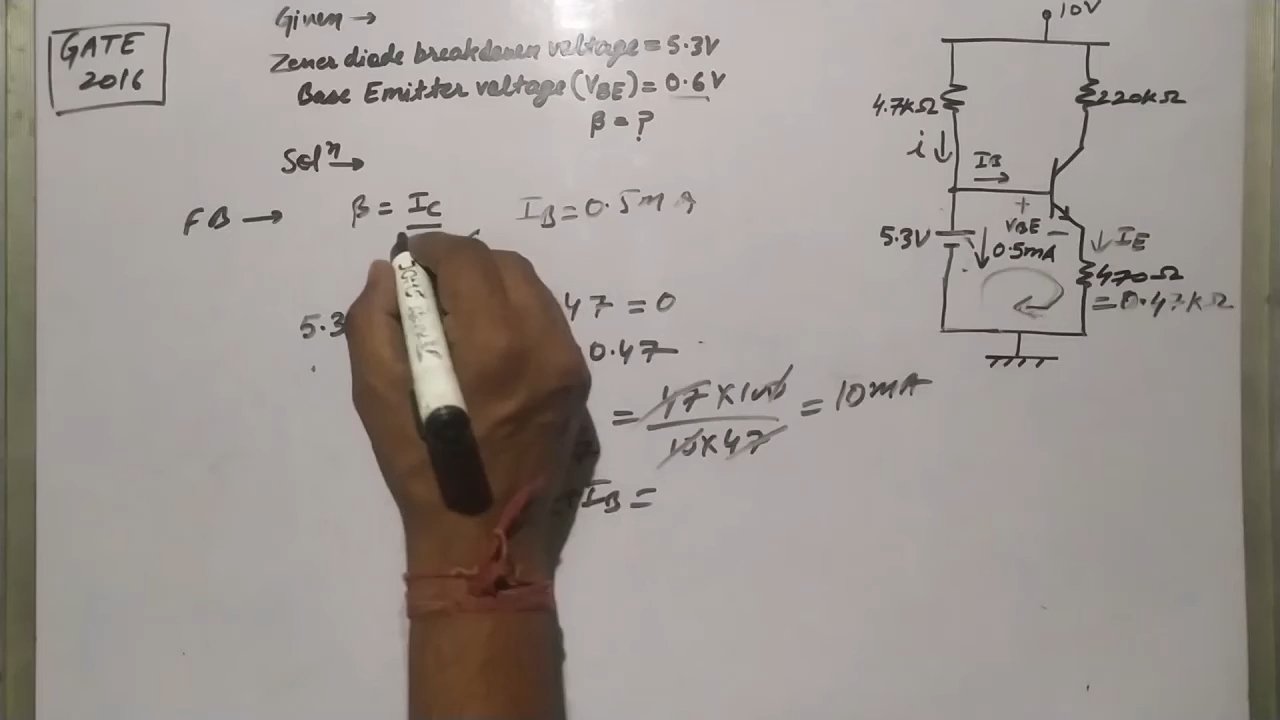 GATE
2016
Given →
Zener diode breakdown voltage = 5.3V
Base Emitter voltage (VBE) = 0.6V
β = ?
Solⁿ →
FB → β = IC IB = 0.5mA
5.3 47 = 0
0.47
= 47 × 100 / 10 × 47 = 10mA
IB =
10V
4.7kΩ
220kΩ
i ↓
IB →
+
VBE −
5.3V
0.5mA
↓ IE
470Ω
= 0.47kΩ